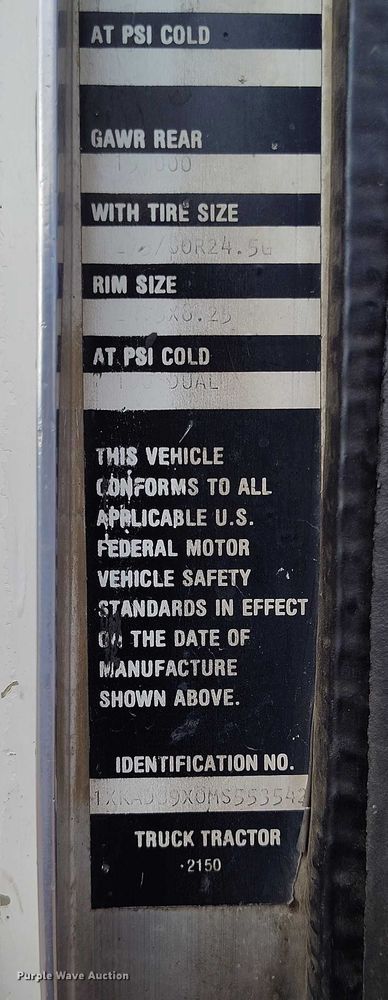 AT PSI COLD
GAWR REAR
WITH TIRE SIZE
RIM SIZE
AT PSI COLD
DUAL
THIS VEHICLE
CONFORMS TO ALL
APPLICABLE U.S.
FEDERAL MOTOR
VEHICLE SAFETY
STANDARDS IN EFFECT
ON THE DATE OF
MANUFACTURE
SHOWN ABOVE.
IDENTIFICATION NO.
TRUCK TRACTOR
·2150
Purple Wave Auction